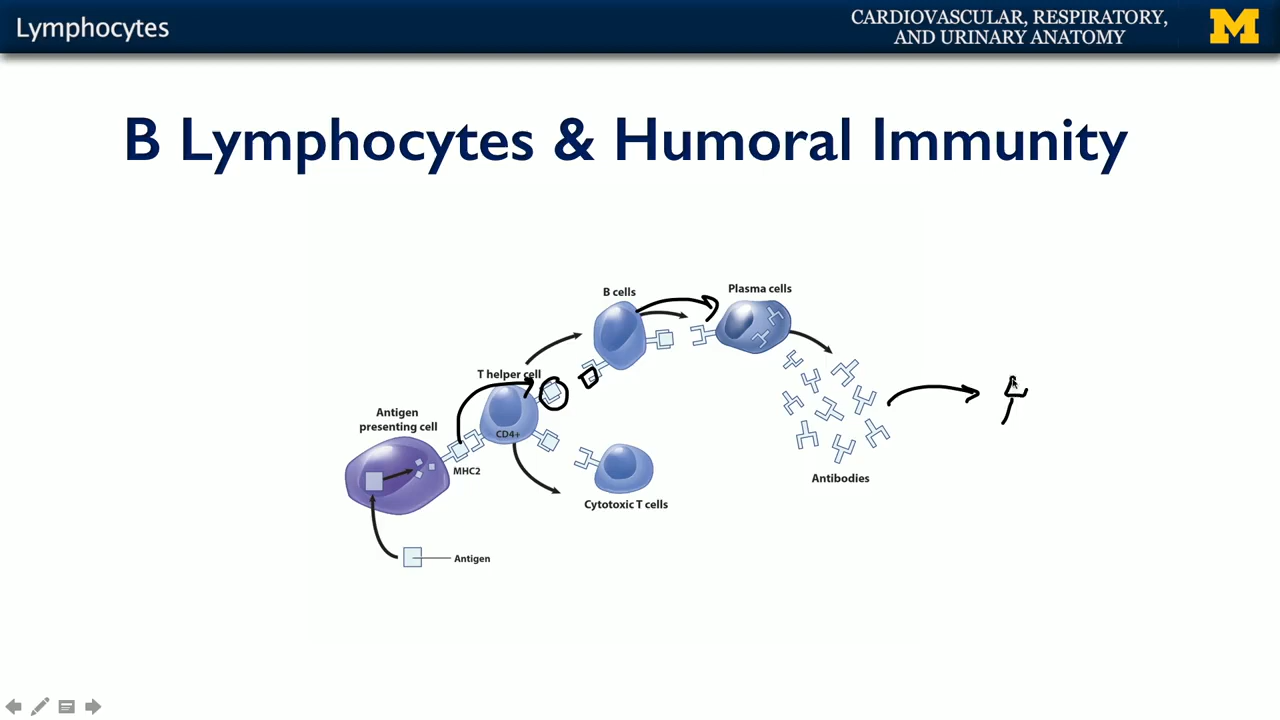 Lymphocytes
CARDIOVASCULAR, RESPIRATORY,
AND URINARY ANATOMY
M
B Lymphocytes & Humoral Immunity
B cells
Plasma cells
T helper cell
Antigen
presenting cell
CD4+
MHC2
Antibodies
Cytotoxic T cells
Antigen